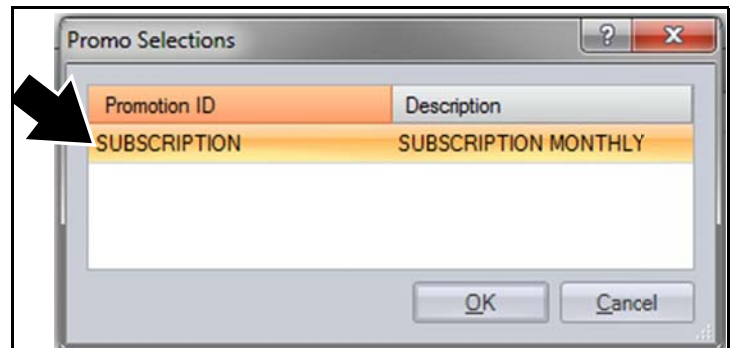 Promo Selections ?
Promotion ID Description
SUBSCRIPTION SUBSCRIPTION MONTHLY
OK Cancel